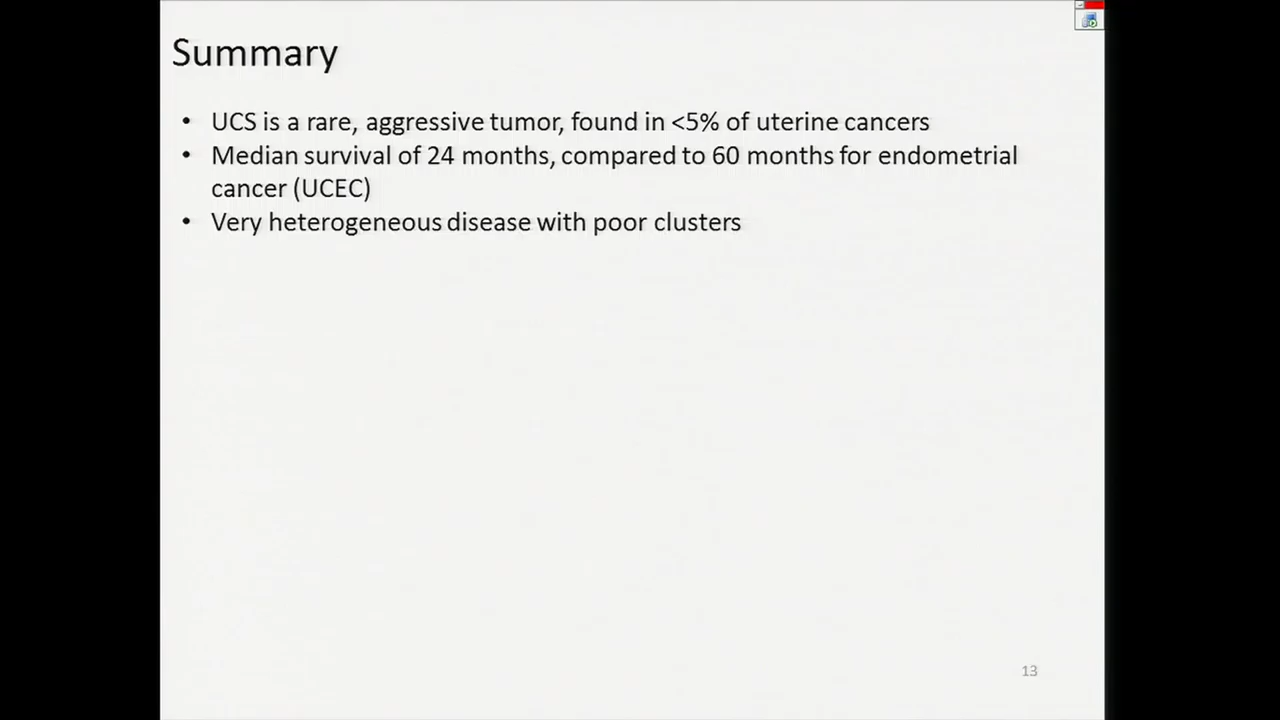 Summary
• UCS is a rare, aggressive tumor, found in <5% of uterine cancers
• Median survival of 24 months, compared to 60 months for endometrial
cancer (UCEC)
• Very heterogeneous disease with poor clusters
13